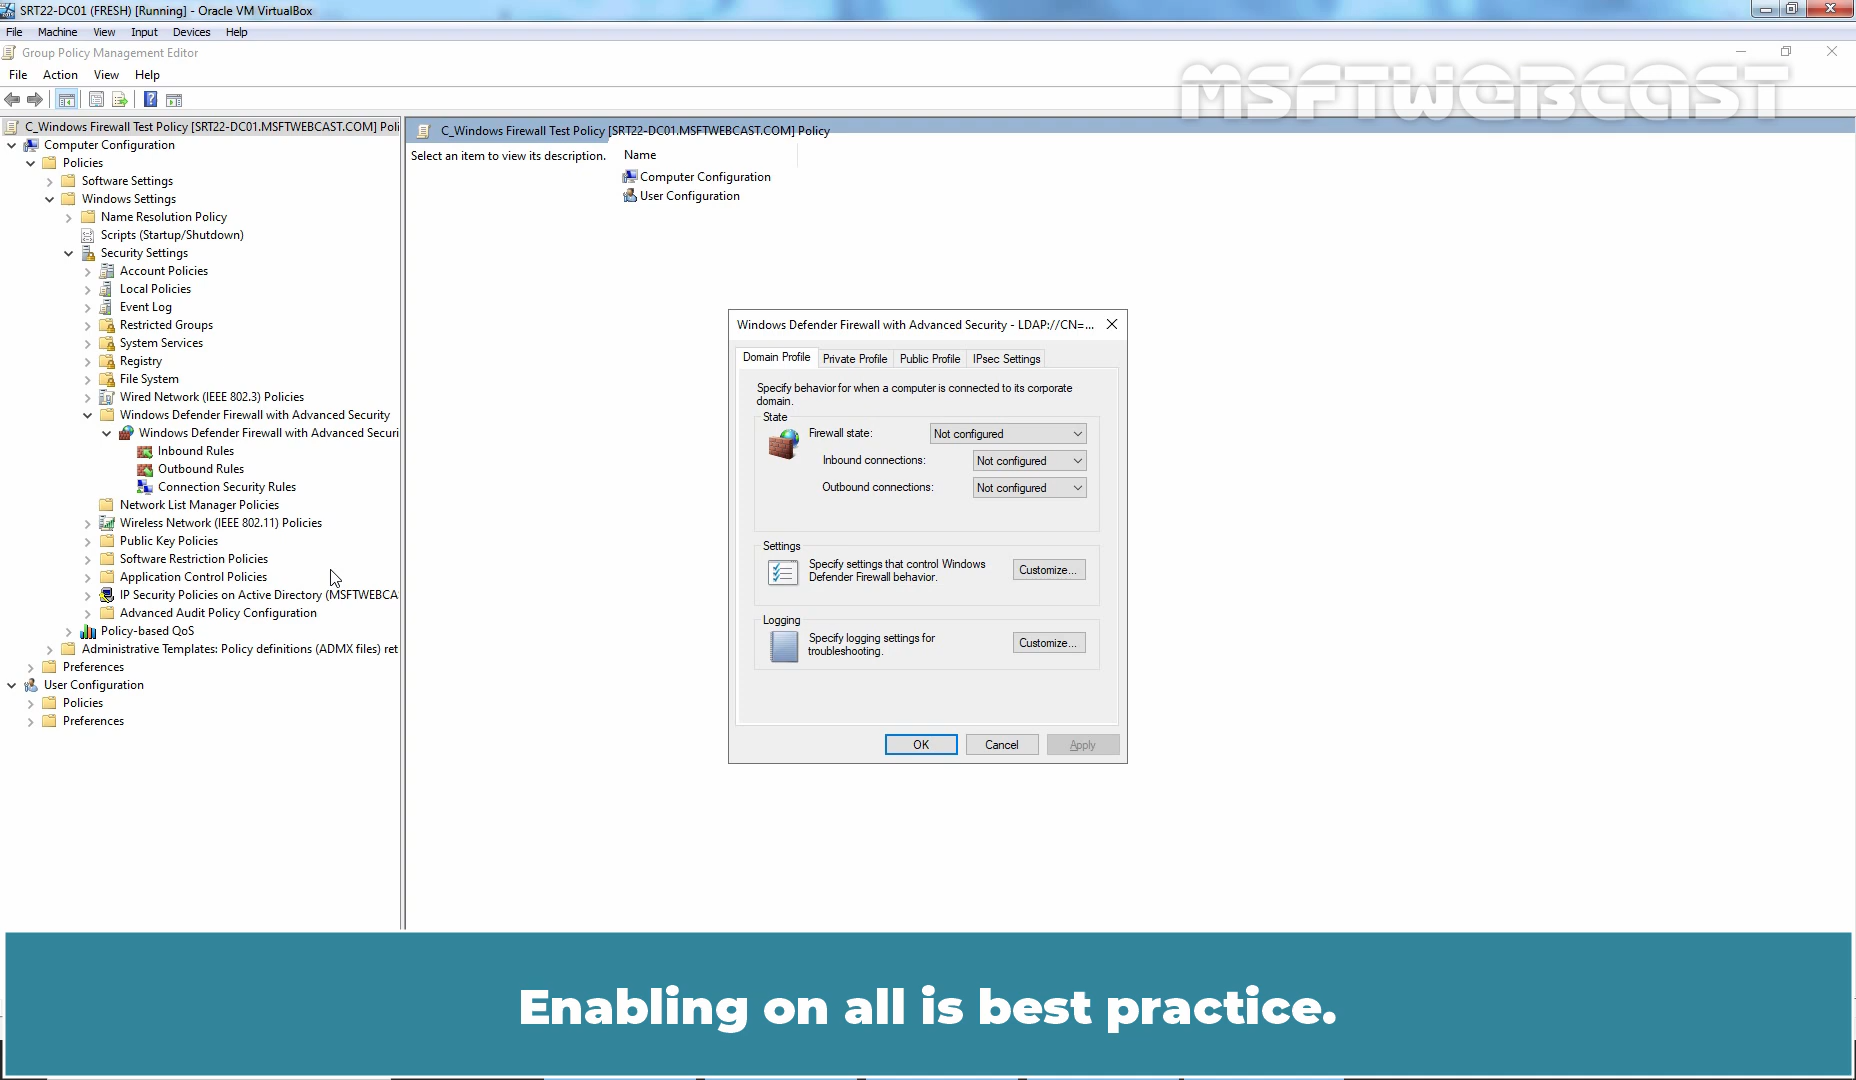 SRT22-DC01 (FRESH) [Running] - Oracle VM VirtualBox
File Machine View Input Devices Help
Group Policy Management Editor
File Action View Help
MSFTWEBCAST
C_Windows Firewall Test Policy [SRT22-DC01.MSFTWEBCAST.COM] Poli
Computer Configuration
Policies
Software Settings
Windows Settings
Name Resolution Policy
Scripts (Startup/Shutdown)
Security Settings
Account Policies
Local Policies
Event Log
Restricted Groups
System Services
Registry
File System
Wired Network (IEEE 802.3) Policies
Windows Defender Firewall with Advanced Security
Windows Defender Firewall with Advanced Securi
Inbound Rules
Outbound Rules
Connection Security Rules
Network List Manager Policies
Wireless Network (IEEE 802.11) Policies
Public Key Policies
Software Restriction Policies
Application Control Policies
IP Security Policies on Active Directory (MSFTWEBCA
Advanced Audit Policy Configuration
Policy-based QoS
Administrative Templates: Policy definitions (ADMX files) ret
Preferences
User Configuration
Policies
Preferences
C_Windows Firewall Test Policy [SRT22-DC01.MSFTWEBCAST.COM] Policy
Select an item to view its description.
Name
Computer Configuration
User Configuration
Windows Defender Firewall with Advanced Security - LDAP://CN=...
Domain Profile Private Profile Public Profile IPsec Settings
Specify behavior for when a computer is connected to its corporate
domain.
State
Firewall state: Not configured
Inbound connections: Not configured
Outbound connections: Not configured
Settings
Specify settings that control Windows
Defender Firewall behavior.
Customize...
Logging
Specify logging settings for
troubleshooting.
Customize...
OK Cancel Apply
Enabling on all is best practice.